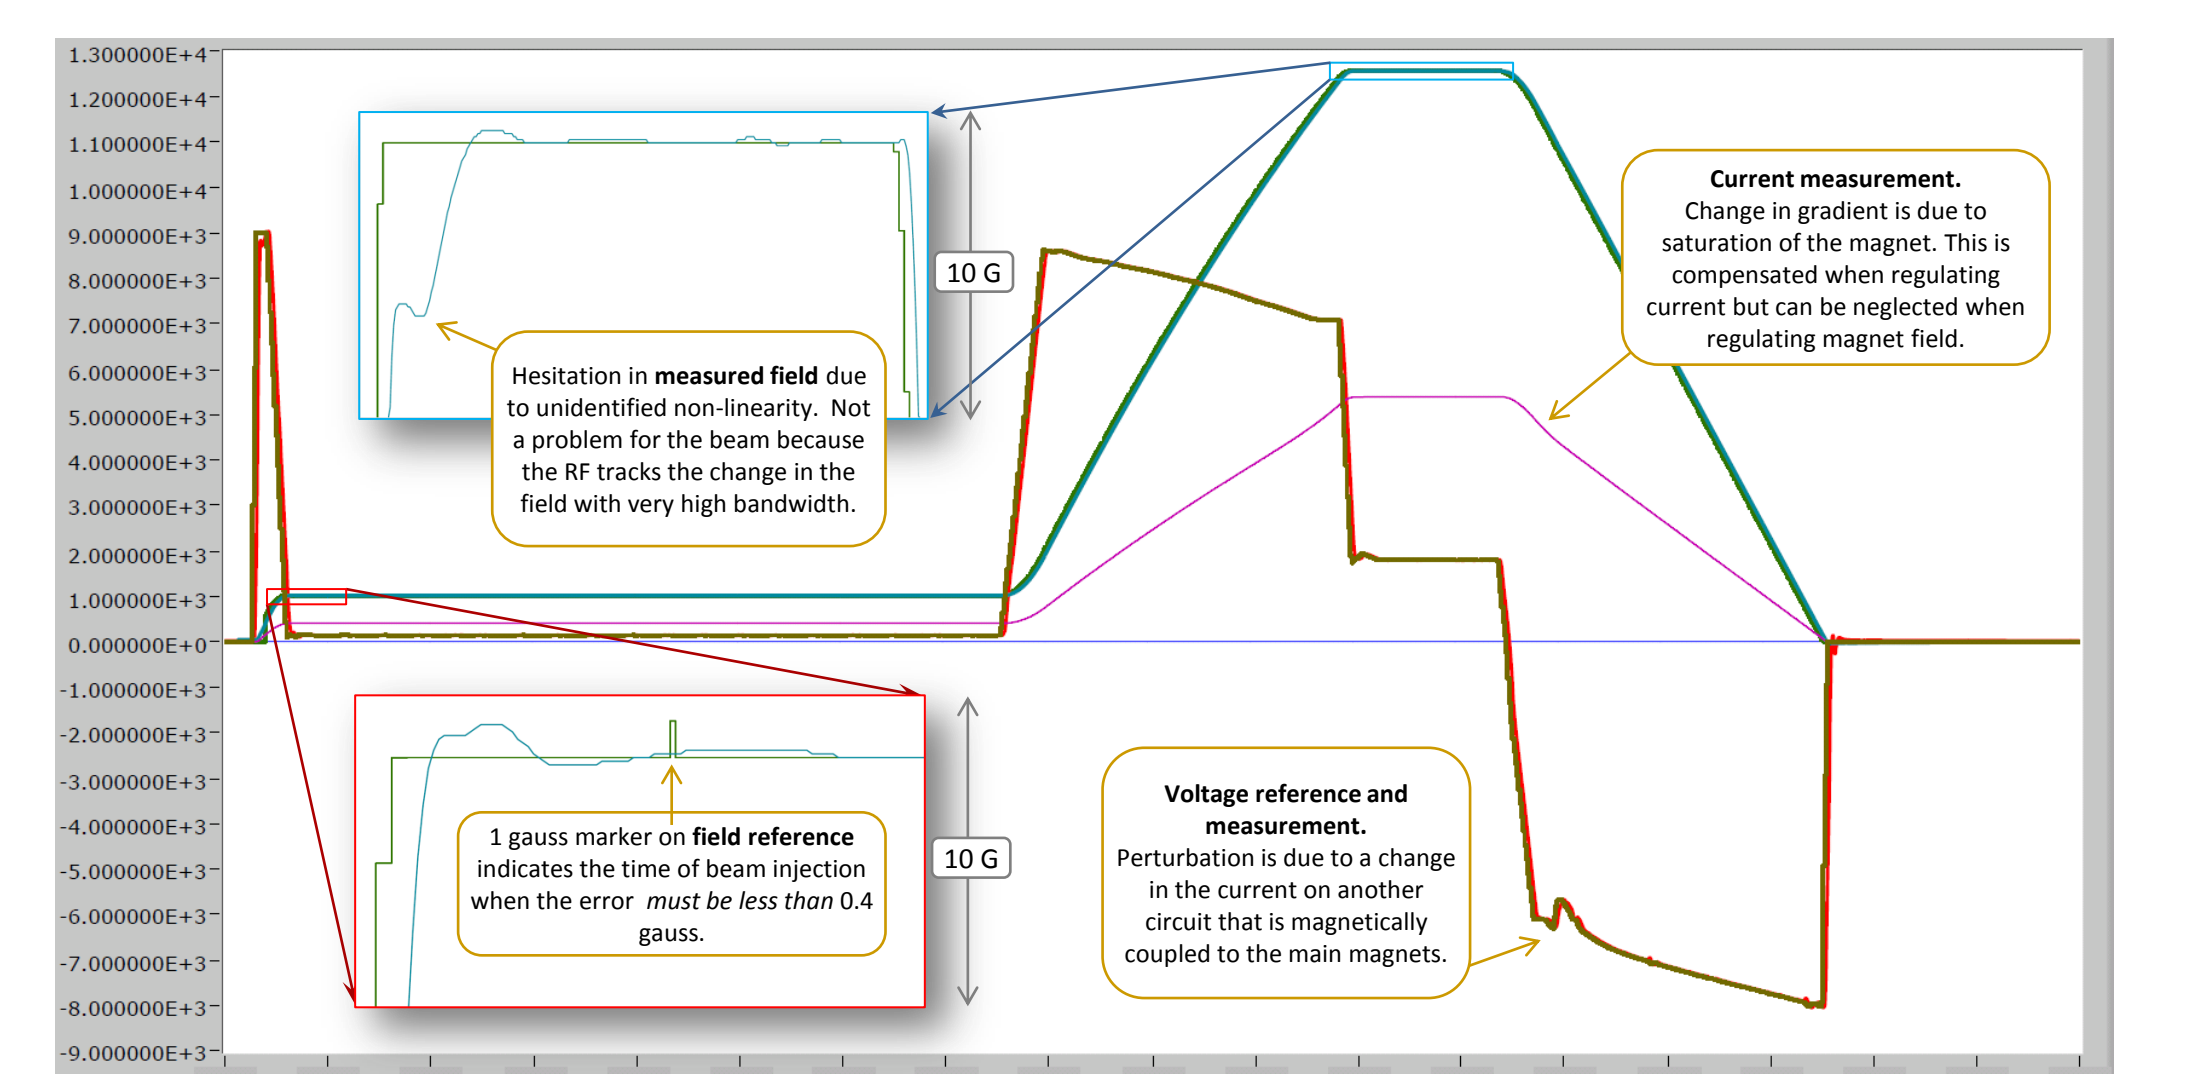 1.300000E+4
1.200000E+4
1.100000E+4
1.000000E+4
9.000000E+3
8.000000E+3
7.000000E+3
6.000000E+3
5.000000E+3
4.000000E+3
3.000000E+3
2.000000E+3
1.000000E+3
0.000000E+0
-1.000000E+3
-2.000000E+3
-3.000000E+3
-4.000000E+3
-5.000000E+3
-6.000000E+3
-7.000000E+3
-8.000000E+3
-9.000000E+3
10 G
Hesitation in measured field due
to unidentified non-linearity. Not
a problem for the beam because
the RF tracks the change in the
field with very high bandwidth.
Current measurement.
Change in gradient is due to
saturation of the magnet. This is
compensated when regulating
current but can be neglected when
regulating magnet field.
1 gauss marker on field reference
indicates the time of beam injection
when the error must be less than 0.4
gauss.
10 G
Voltage reference and
measurement.
Perturbation is due to a change
in the current on another
circuit that is magnetically
coupled to the main magnets.